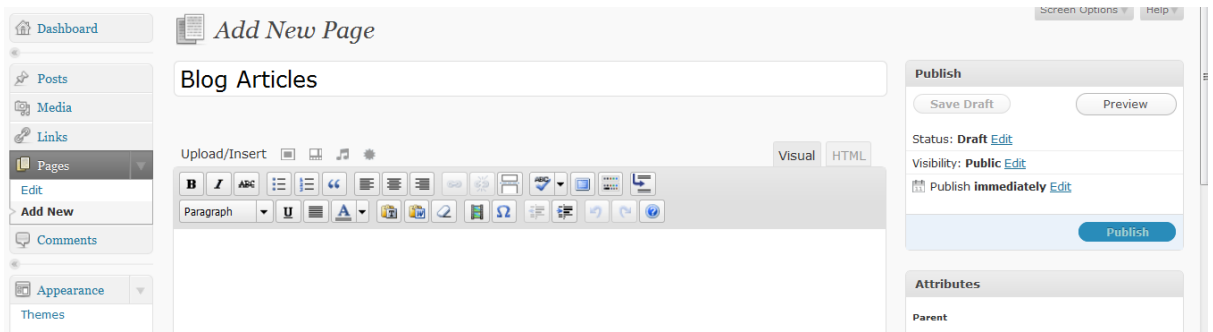 Screen Options Help
Dashboard
Add New Page
Posts
Media
Links
Pages
Edit
Add New
Comments
Appearance
Themes
Blog Articles
Upload/Insert
Visual HTML
B I ABC ABC
Paragraph U A
Publish
Save Draft Preview
Status: Draft Edit
Visibility: Public Edit
Publish immediately Edit
Publish
Attributes
Parent